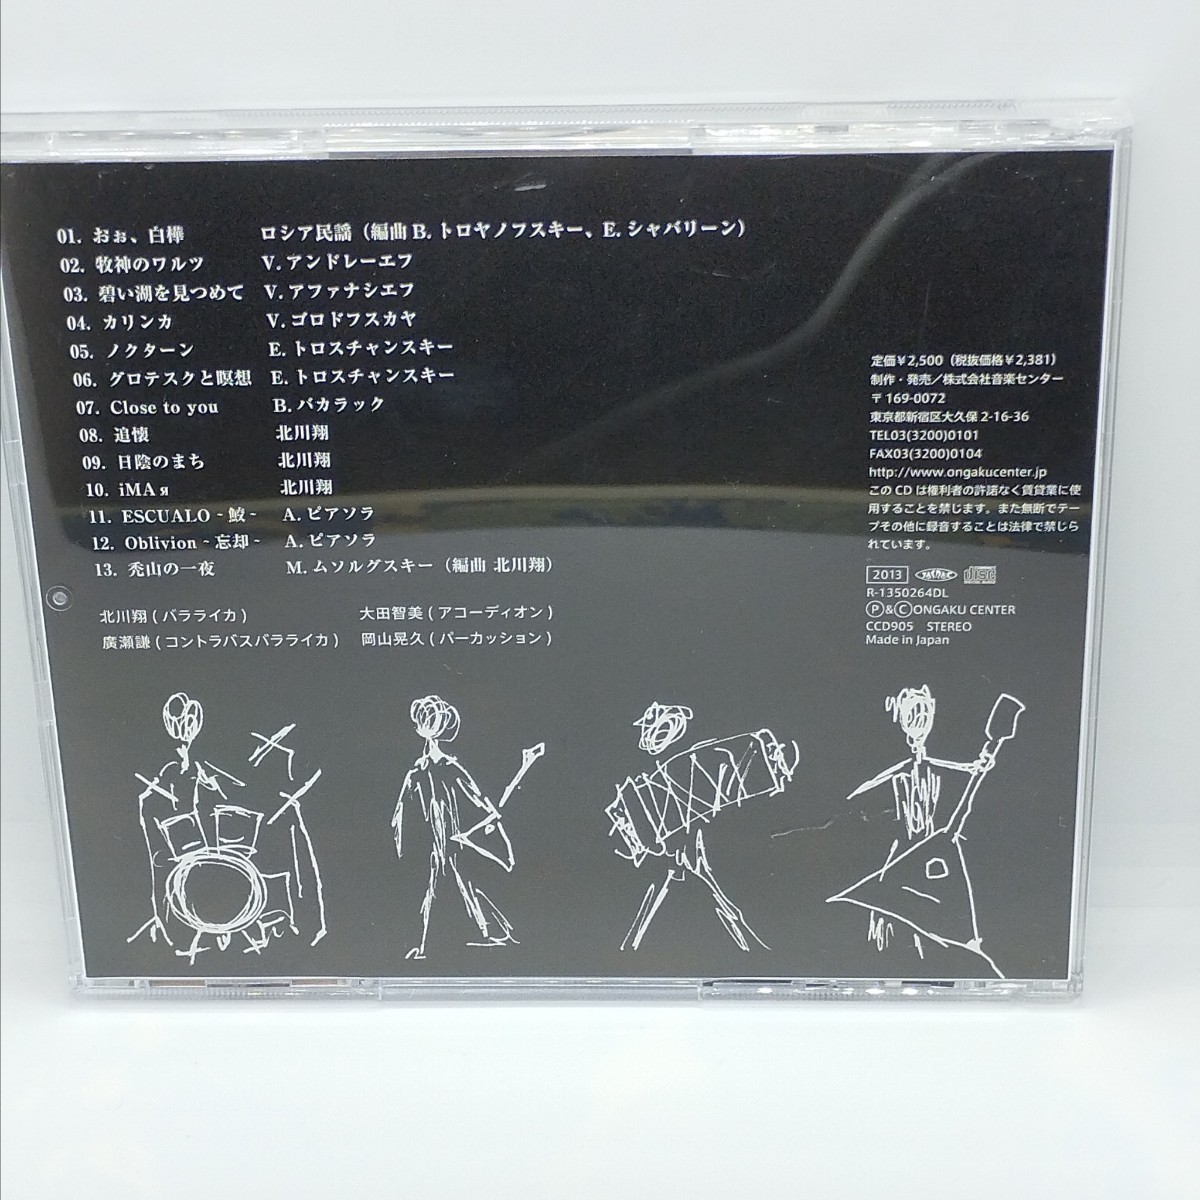 01. おぉ、白樺 ロシア民謡（編曲 B. トロヤノフスキー、E. シャバリーン）
02. 牧神のワルツ V. アンドレーエフ
03. 碧い湖を見つめて V. アファナシエフ
04. カリンカ V. ゴロドフスカヤ
05. ノクターン E. トロスチャンスキー
06. グロテスクと瞑想 E. トロスチャンスキー
07. Close to you B. バカラック
08. 追懐 北川翔
09. 日陰のまち 北川翔
10. iMAя 北川翔
11. ESCUALO ~ 鮫 ~ A. ピアソラ
12. Oblivion ~ 忘却 ~ A. ピアソラ
13. 禿山の一夜 M. ムソルグスキー（編曲 北川翔）
北川翔 ( バラライカ ) 大田智美 ( アコーディオン )
廣瀬謙 ( コントラバスバラライカ ) 岡山晃久 ( パーカッション )
定価￥2,500（税抜価格￥2,381）
制作・発売／株式会社音楽センター
〒169-0072
東京都新宿区大久保 2-16-36
TEL03(3200)0101
FAX03(3200)0104
http://www.ongakucenter.jp
この CD は権利者の許諾なく賃貸業に使
用することを禁じます。また無断でテー
プその他に録音することは法律で禁じら
れています。
2013 disc
R-1350264DL
Ⓟ&ⒸONGAKU CENTER
CCD905 STEREO
Made in Japan